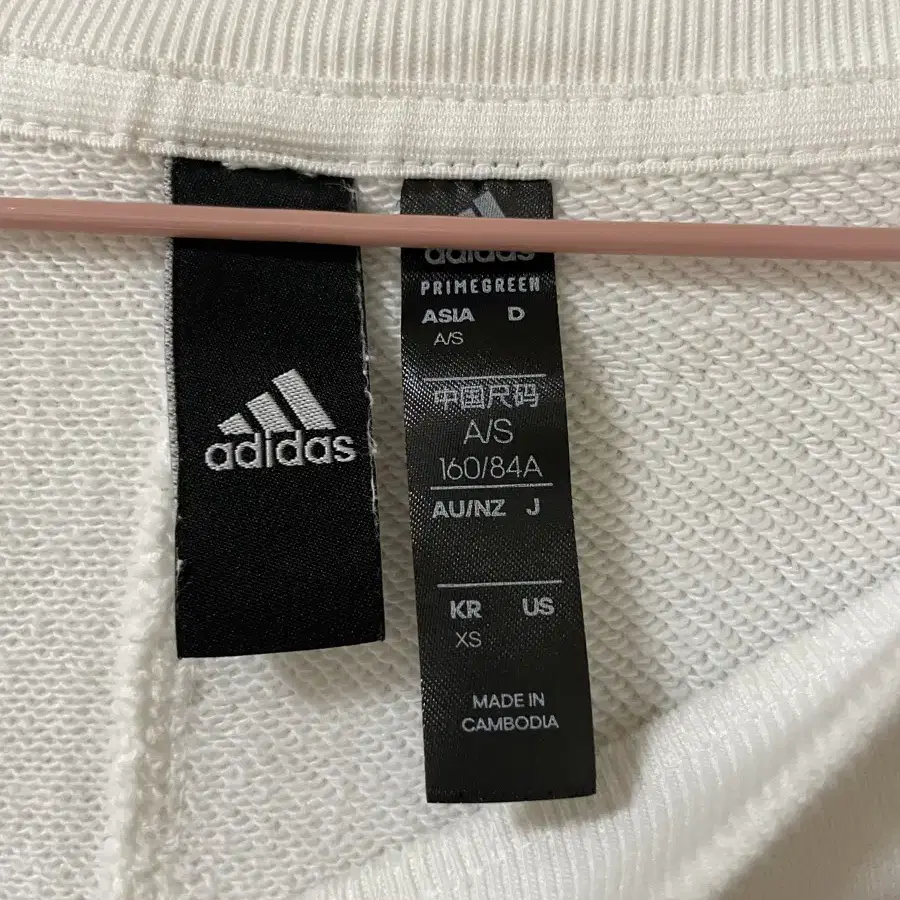 adidas
adidas
PRIMEGREEN
ASIA D
A/S
中国尺码
A/S
160/84A
AU/NZ J
KR US
XS
MADE IN
CAMBODIA